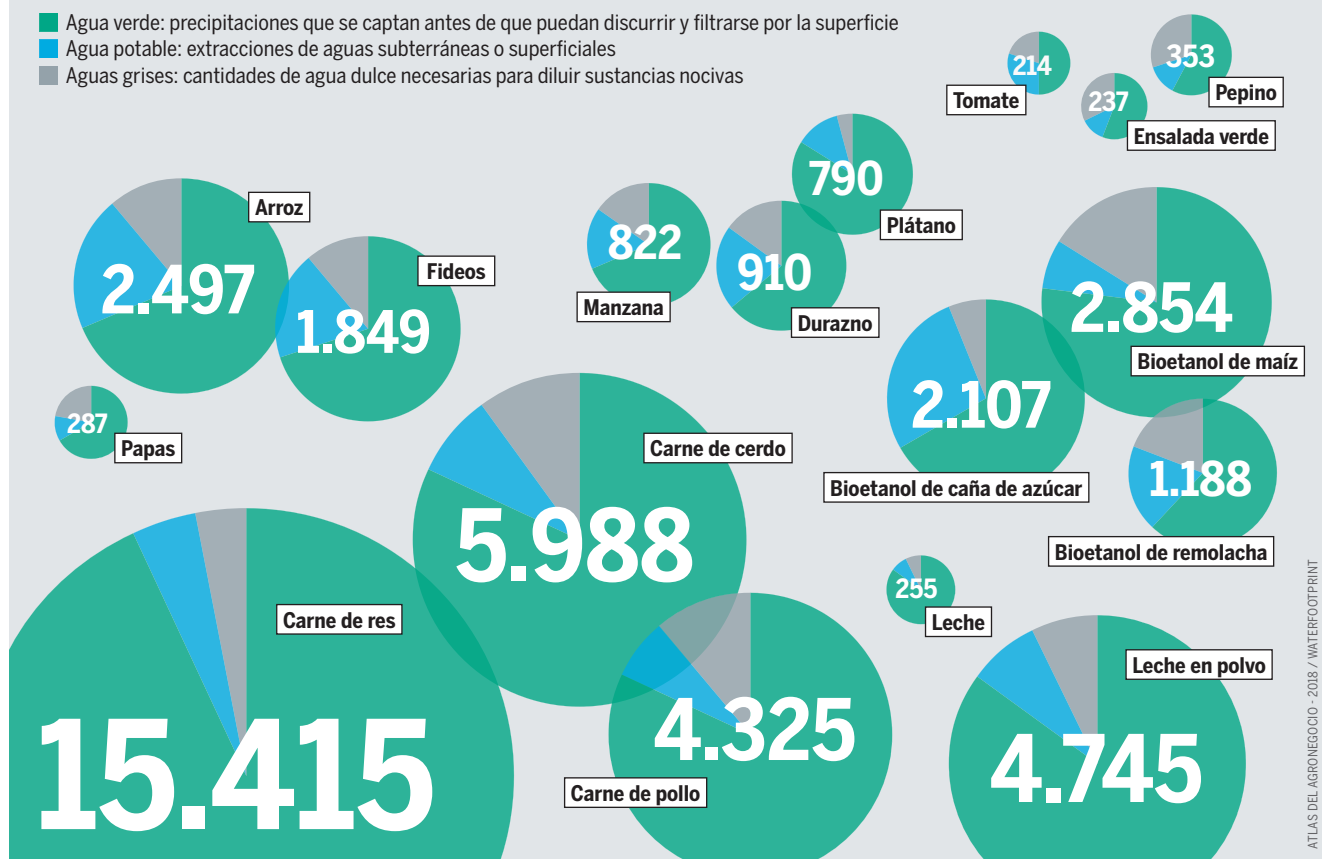 Agua verde: precipitaciones que se captan antes de que puedan discurrir y filtrarse por la superficie
Agua potable: extracciones de aguas subterráneas o superficiales
Aguas grises: cantidades de agua dulce necesarias para diluir sustancias nocivas
214
Tomate
353
Pepino
237
Ensalada verde
790
Plátano
2.497
Arroz
1.849
Fideos
822
Manzana
910
Durazno
2.854
Bioetanol de maíz
2.107
Bioetanol de caña de azúcar
287
Papas
5.988
Carne de cerdo
1.188
Bioetanol de remolacha
255
Leche
15.415
Carne de res
4.325
Carne de pollo
4.745
Leche en polvo
ATLAS DEL AGRONEGOCIO - 2018 / WATERFOOTPRINT